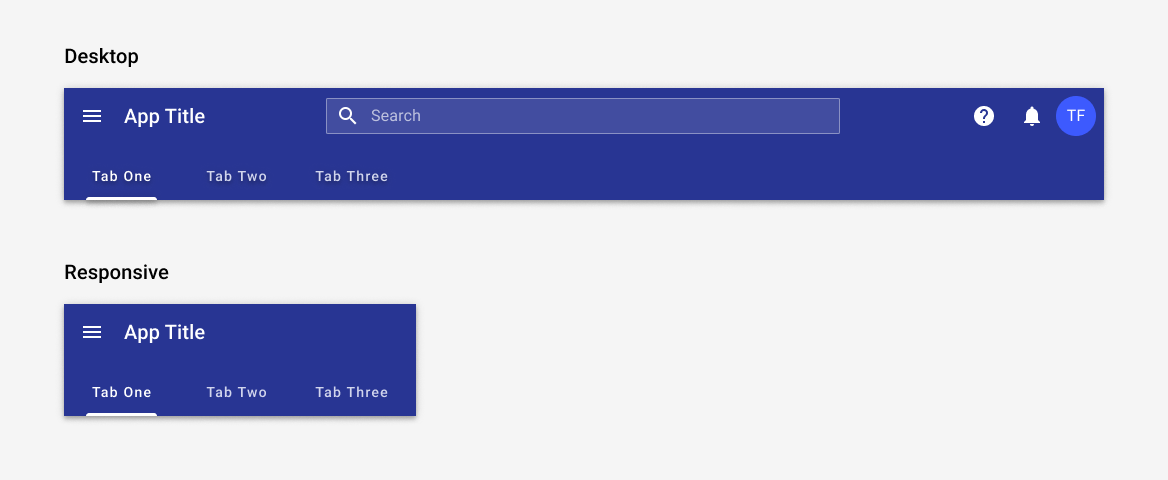 Desktop
App Title Search TF
Tab One Tab Two Tab Three
Responsive
App Title
Tab One Tab Two Tab Three